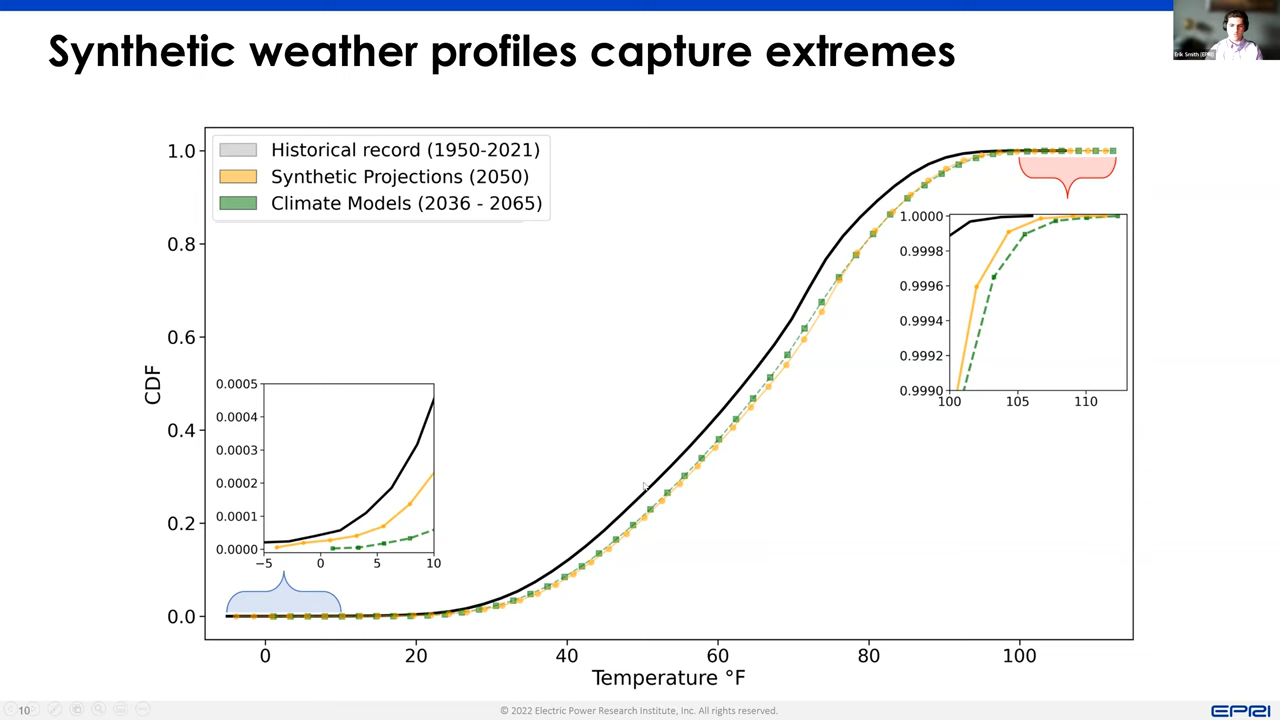 Synthetic weather profiles capture extremes
Erik Smith (EPRI)
Historical record (1950-2021)
Synthetic Projections (2050)
Climate Models (2036 - 2065)
1.0
0.8
0.6
0.4
0.2
0.0
CDF
0 20 40 60 80 100
Temperature °F
0.0005
0.0004
0.0003
0.0002
0.0001
0.0000
−5 0 5 10
1.0000
0.9998
0.9996
0.9994
0.9992
0.9990
100 105 110
10
© 2022 Electric Power Research Institute, Inc. All rights reserved.
EPRI